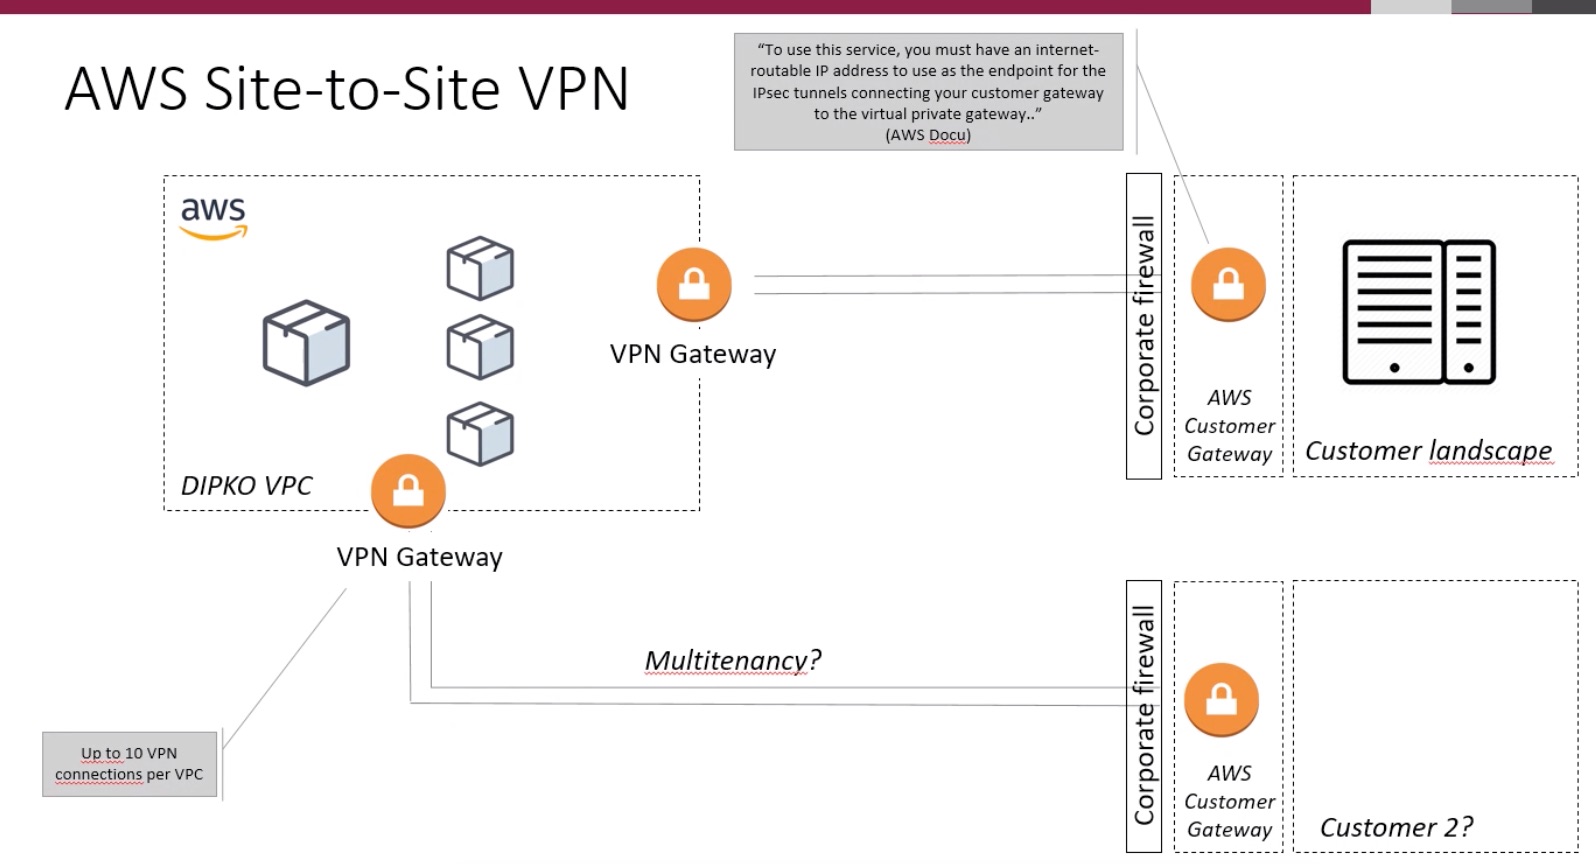 AWS Site-to-Site VPN
“To use this service, you must have an internet-
routable IP address to use as the endpoint for the
IPsec tunnels connecting your customer gateway
to the virtual private gateway..”
(AWS Docu)
aws
DIPKO VPC
VPN Gateway
VPN Gateway
Corporate firewall
AWS
Customer
Gateway
Customer landscape
Multitenancy?
Up to 10 VPN
connections per VPC
Corporate firewall
AWS
Customer
Gateway
Customer 2?